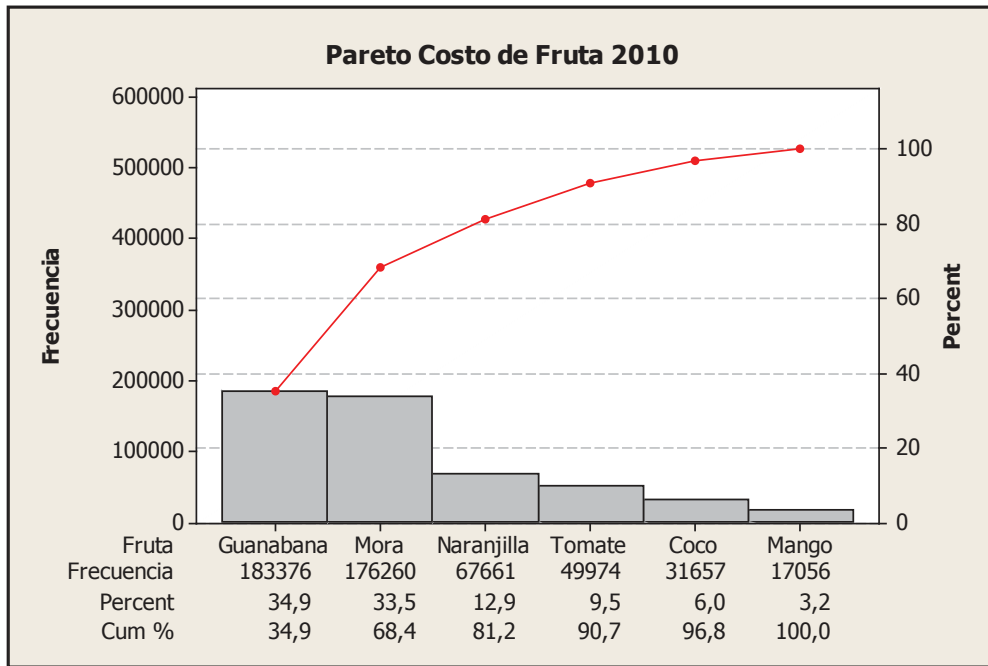 Pareto Costo de Fruta 2010
Frecuencia
600000
500000
400000
300000
200000
100000
0
Percent
100
80
60
40
20
0
Fruta Guanabana Mora Naranjilla Tomate Coco Mango
Frecuencia 183376 176260 67661 49974 31657 17056
Percent 34,9 33,5 12,9 9,5 6,0 3,2
Cum % 34,9 68,4 81,2 90,7 96,8 100,0